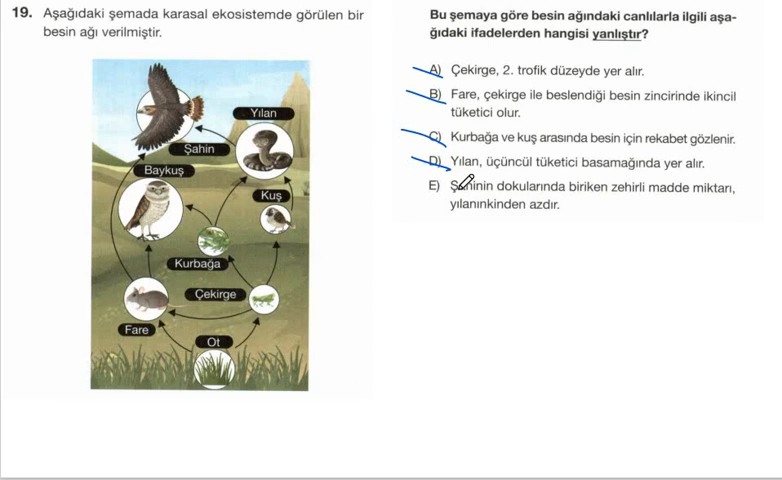 19. Aşağıdaki şemada karasal ekosistemde görülen bir
besin ağı verilmiştir.
Yılan
Şahin
Baykuş
Kuş
Kurbağa
Çekirge
Fare
Ot
Bu şemaya göre besin ağındaki canlılarla ilgili aşa-
ğıdaki ifadelerden hangisi yanlıştır?
A) Çekirge, 2. trofik düzeyde yer alır.
B) Fare, çekirge ile beslendiği besin zincirinde ikincil
tüketici olur.
C) Kurbağa ve kuş arasında besin için rekabet gözlenir.
D) Yılan, üçüncül tüketici basamağında yer alır.
E) Şahinin dokularında biriken zehirli madde miktarı,
yılanınkinden azdır.